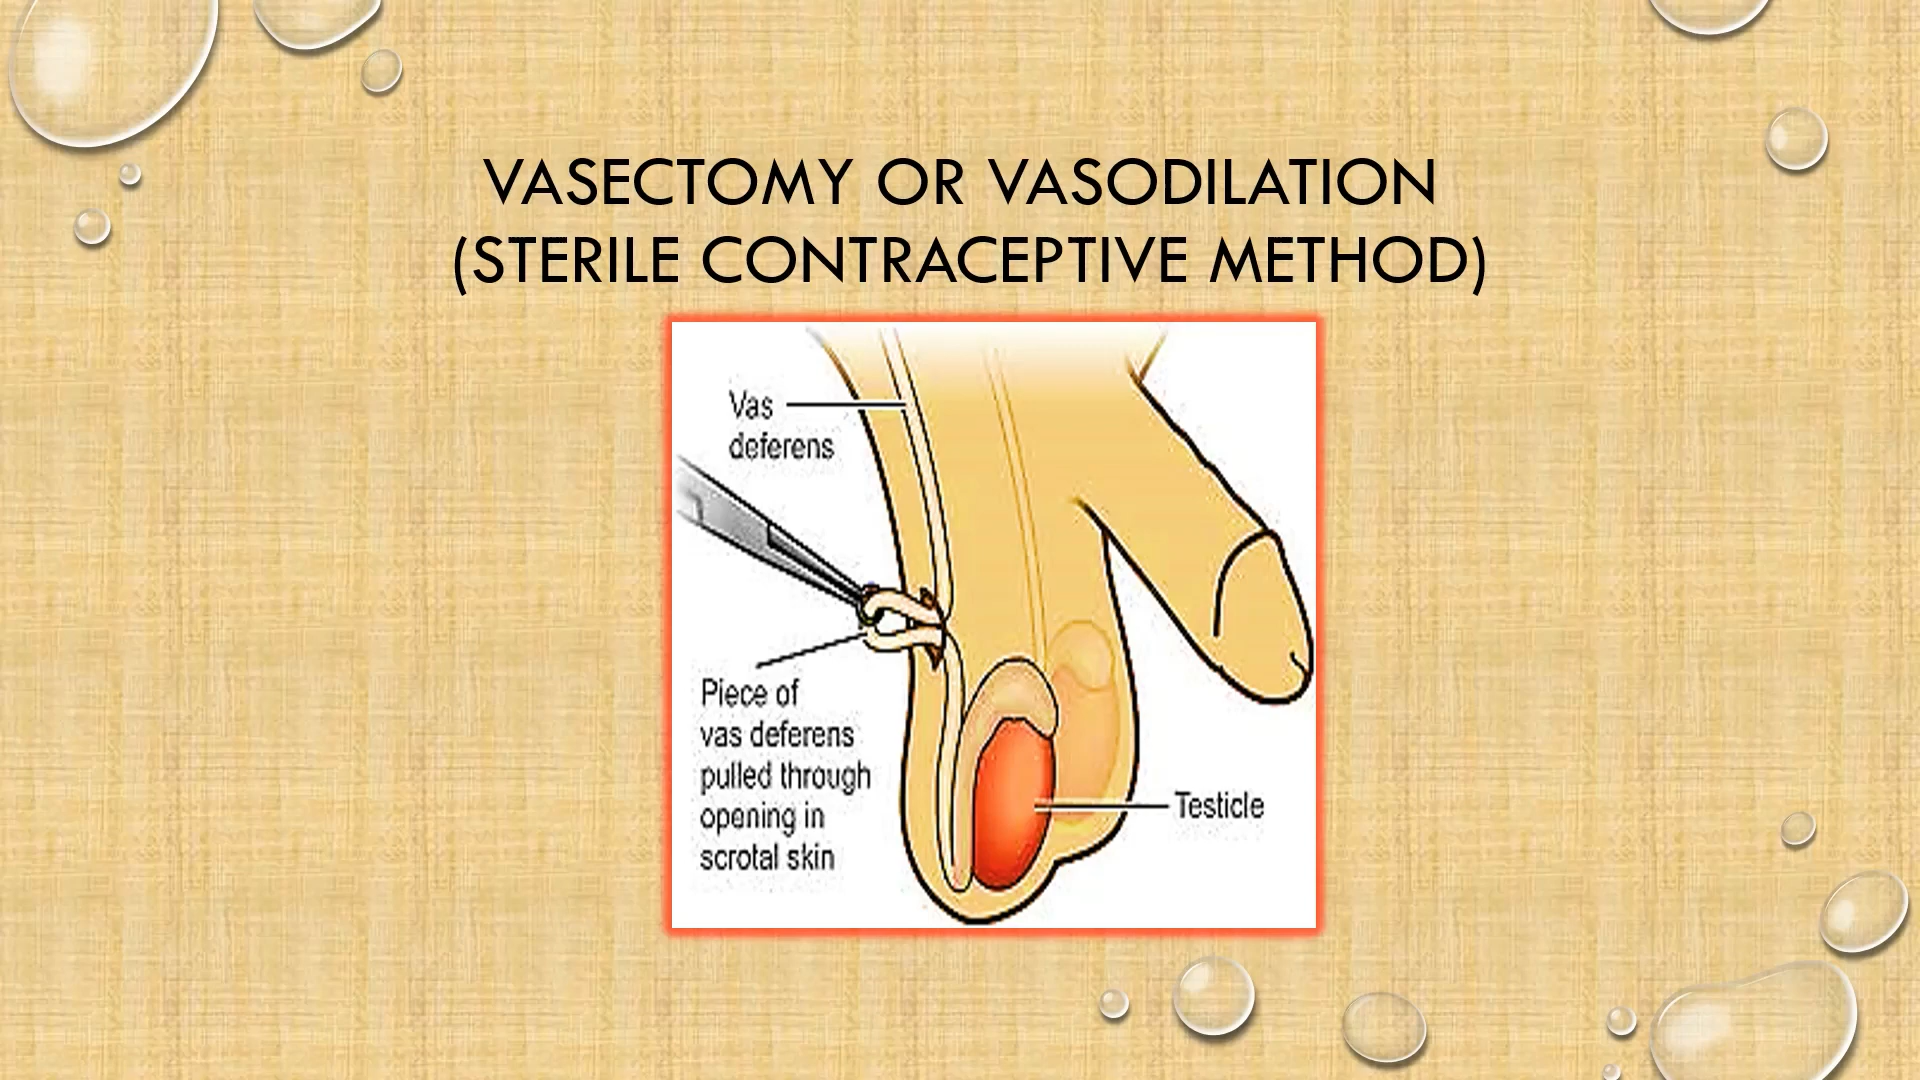 VASECTOMY OR VASODILATION
(STERILE CONTRACEPTIVE METHOD)
Vas
deferens
Piece of
vas deferens
pulled through
opening in
scrotal skin
Testicle